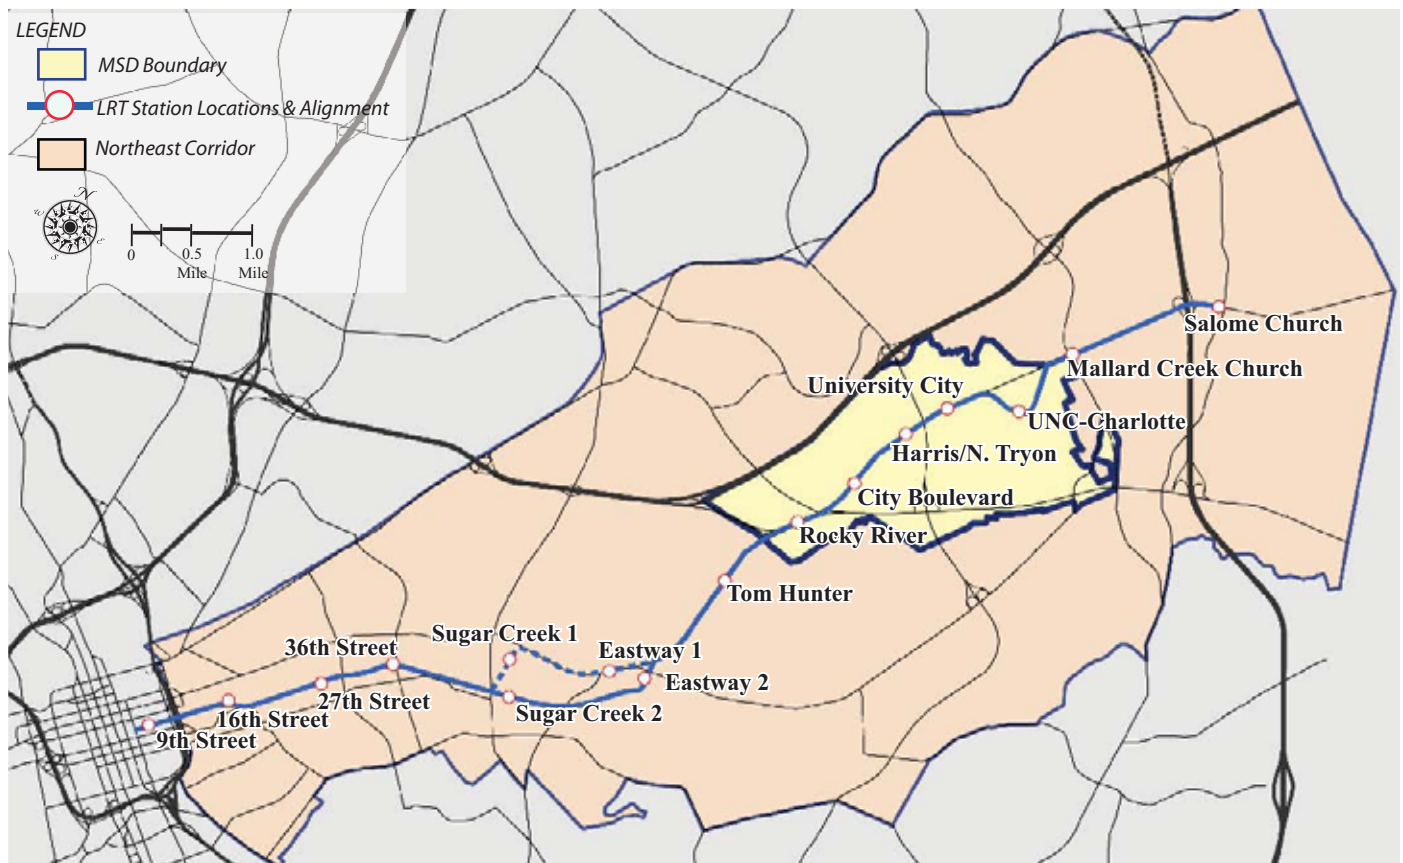 LEGEND
MSD Boundary
LRT Station Locations & Alignment
Northeast Corridor
N
W
E
S
0 0.5 1.0
Mile Mile
Salome Church
Mallard Creek Church
University City
UNC-Charlotte
Harris/N. Tryon
City Boulevard
Rocky River
Tom Hunter
Sugar Creek 1
36th Street
Eastway 1
Eastway 2
27th Street
Sugar Creek 2
16th Street
9th Street